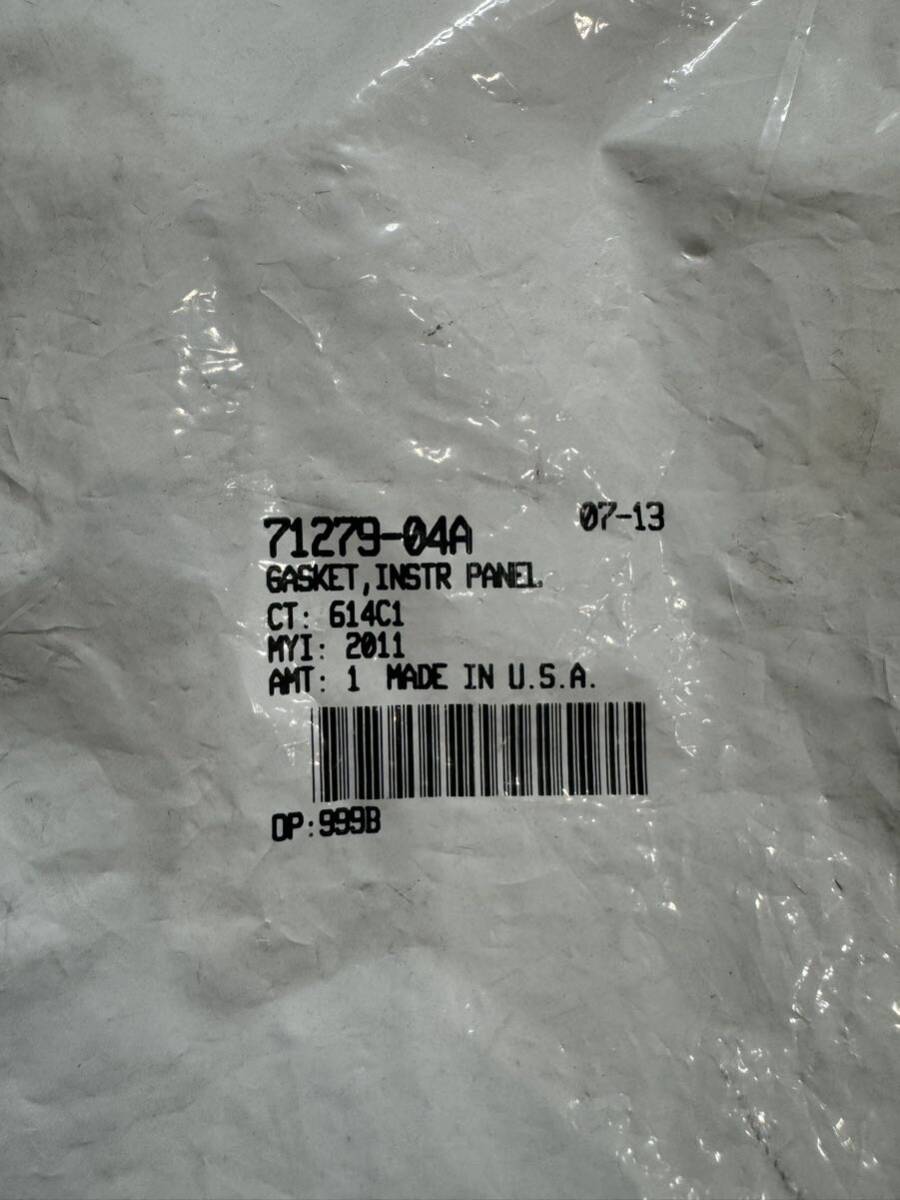 71279-04A 07-13
GASKET,INSTR PANEL.
CT: 614C1
MYI: 2011
AMT: 1 MADE IN U.S.A.
OP:999B